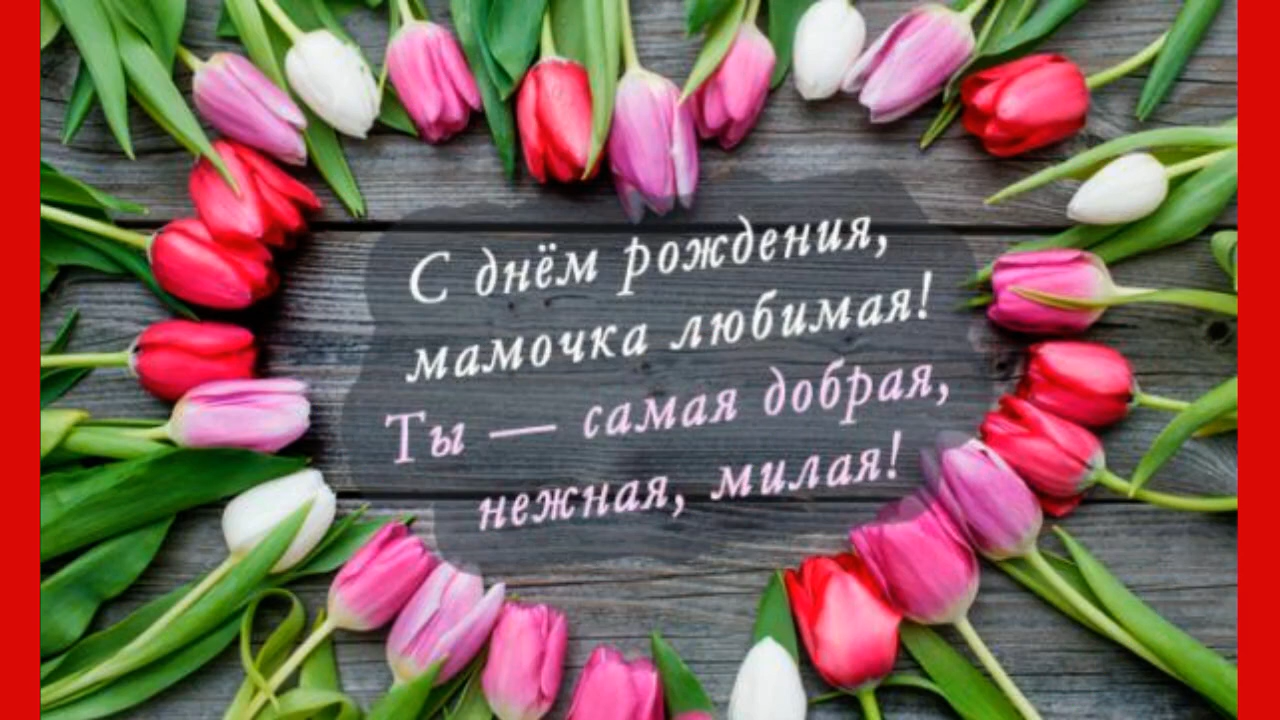 С днём рождения,
мамочка любимая!
Ты — самая добрая,
нежная, милая!